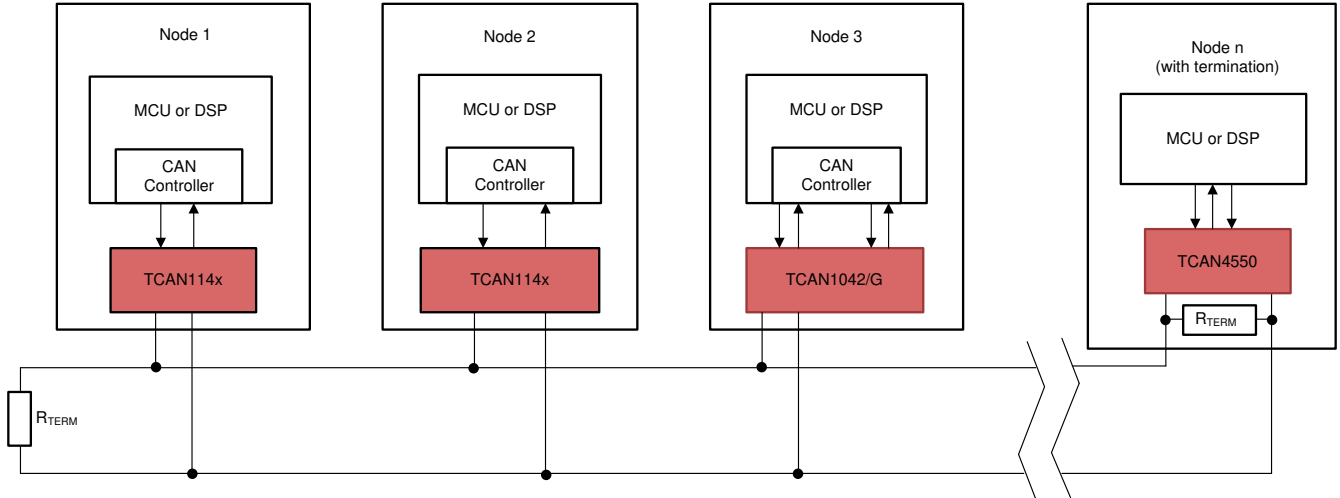 Node 1
MCU or DSP
CAN
Controller
TCAN114x
Node 2
MCU or DSP
CAN
Controller
TCAN114x
Node 3
MCU or DSP
CAN
Controller
TCAN1042/G
Node n
(with termination)
MCU or DSP
TCAN4550
RTERM
RTERM